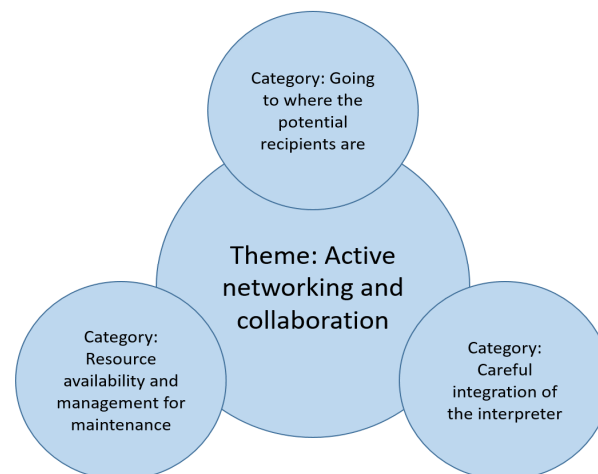 Category: Going
to where the
potential
recipients are
Theme: Active
networking and
collaboration
Category:
Resource
availability and
management for
maintenance
Category:
Careful
integration of
the interpreter